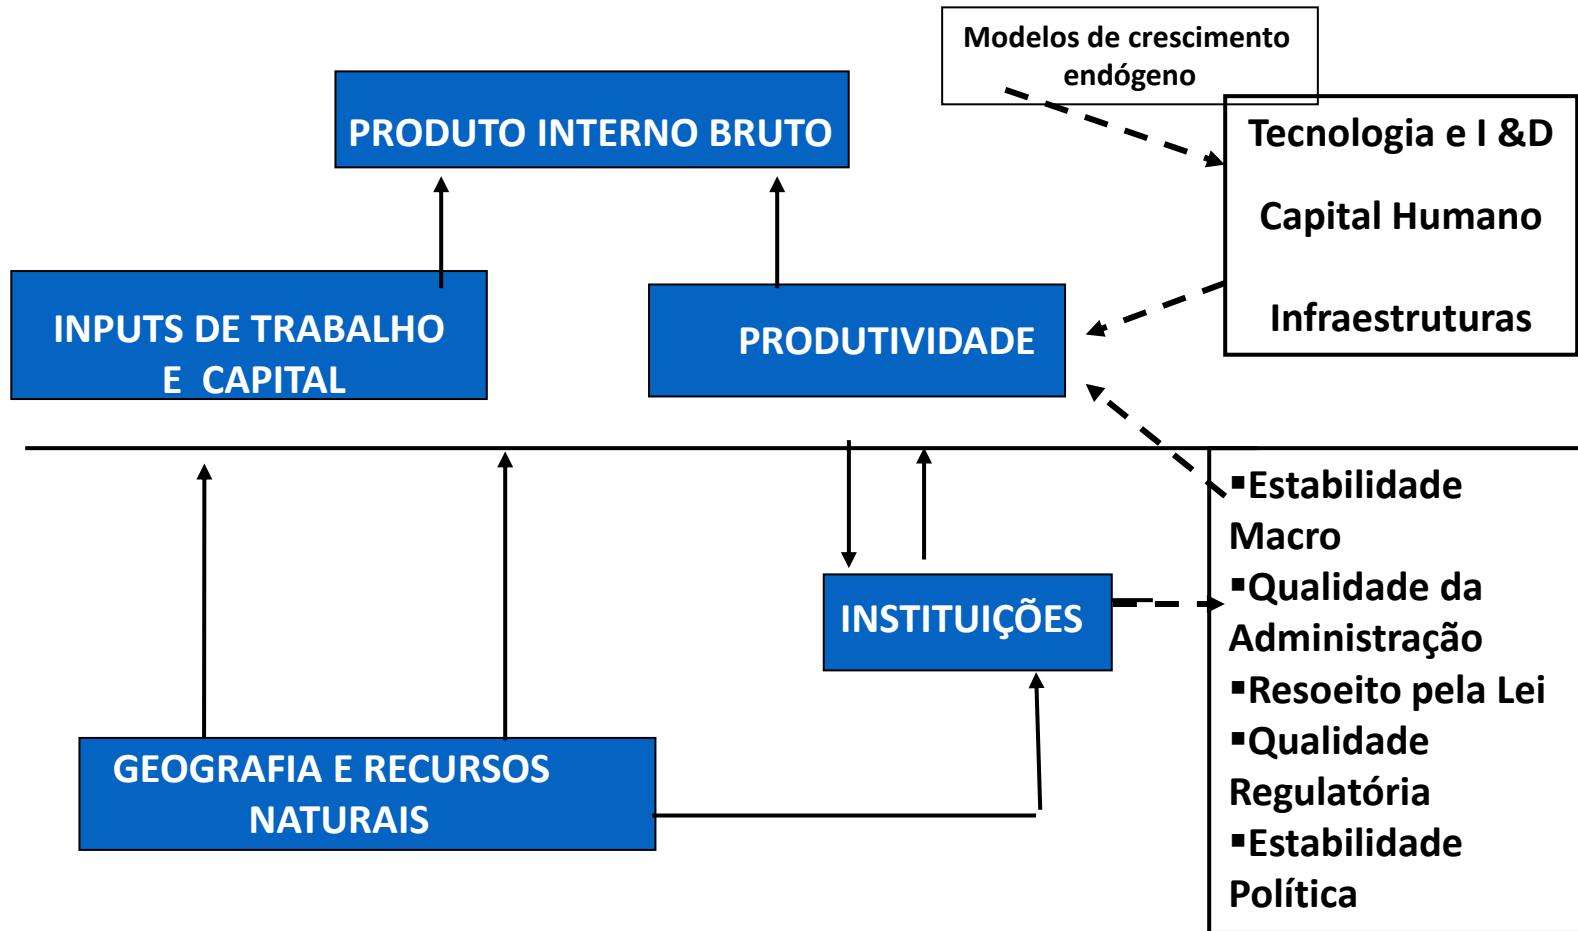 Modelos de crescimento
endógeno
PRODUTO INTERNO BRUTO
Tecnologia e I &D
Capital Humano
Infraestruturas
INPUTS DE TRABALHO
E CAPITAL
PRODUTIVIDADE
▪Estabilidade
Macro
▪Qualidade da
Administração
▪Resoeito pela Lei
▪Qualidade
Regulatória
▪Estabilidade
Política
INSTITUIÇÕES
GEOGRAFIA E RECURSOS
NATURAIS